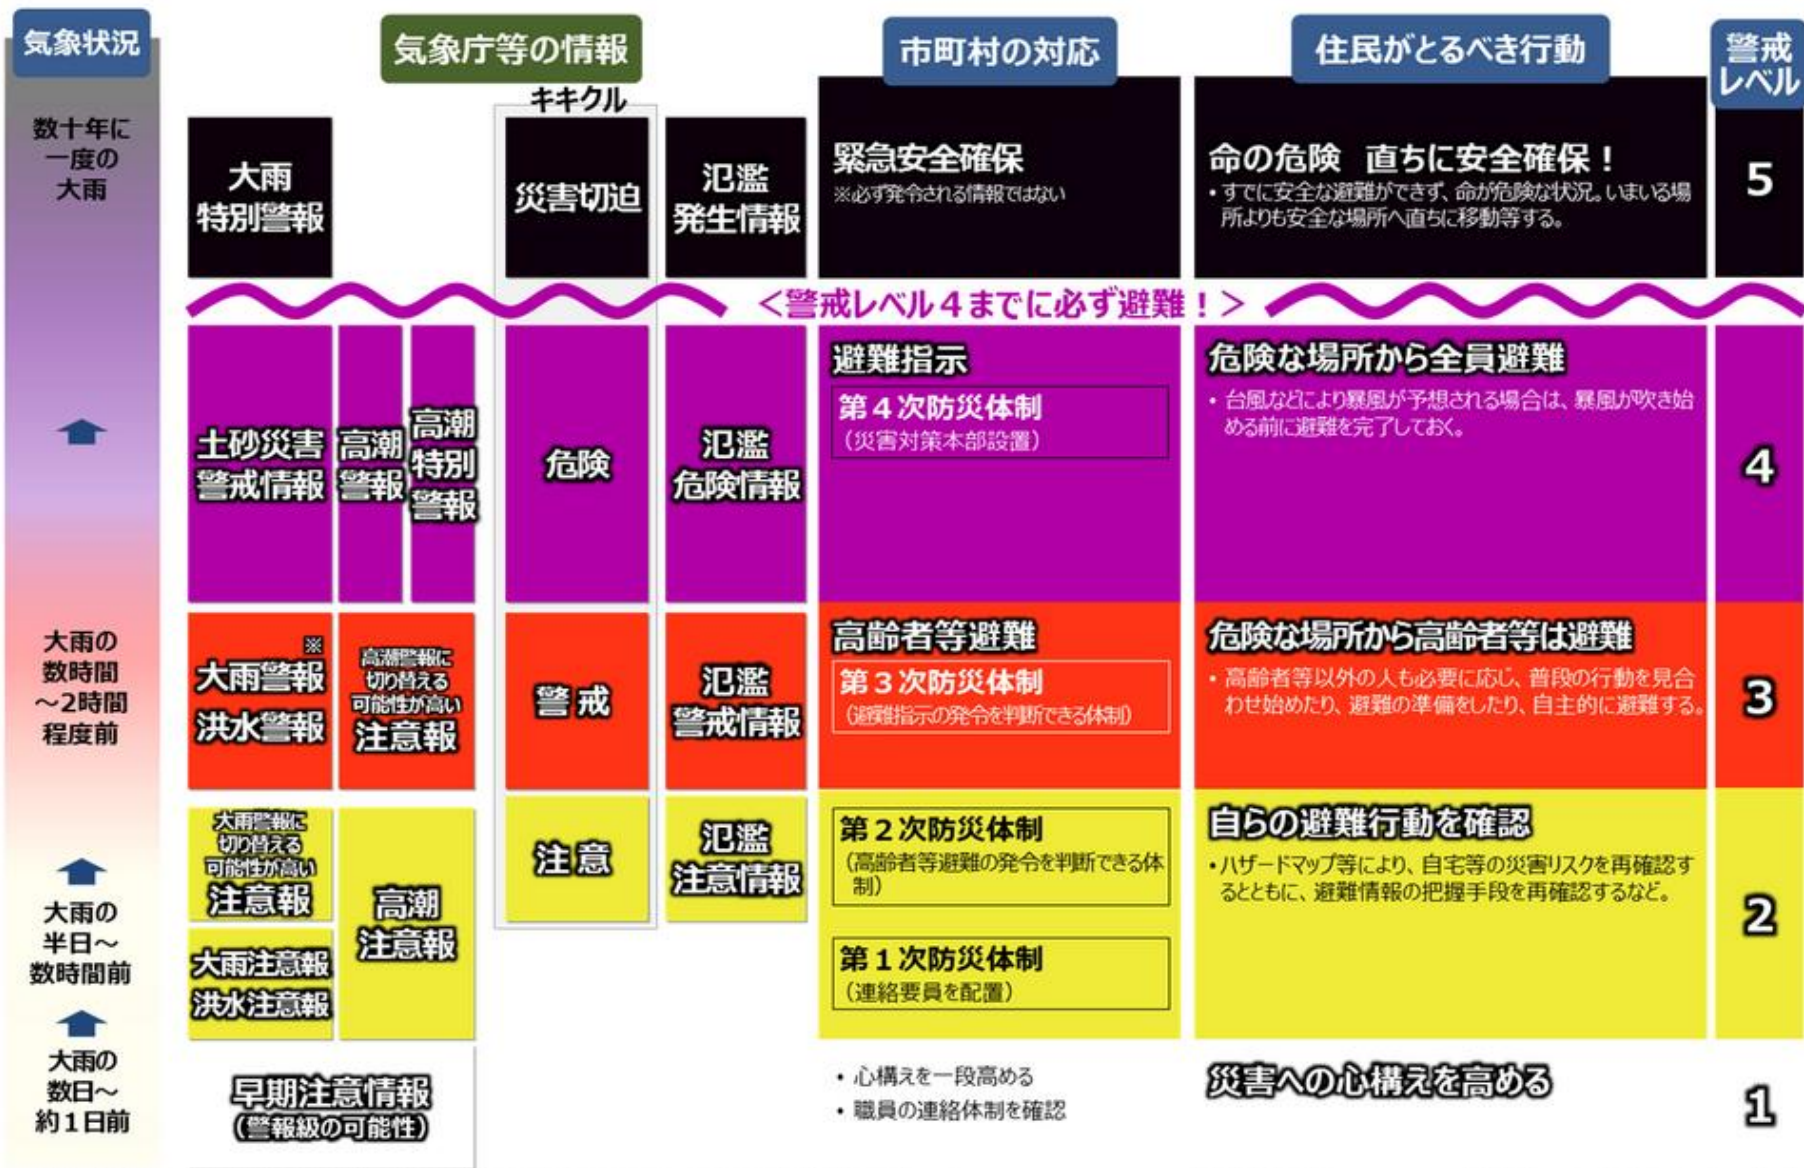 気象状況
気象庁等の情報
市町村の対応
住民がとるべき行動
警戒
レベル
キキクル
数十年に
一度の
大雨
大雨
特別警報
災害切迫
氾濫
発生情報
緊急安全確保
※必ず発令される情報ではない
命の危険 直ちに安全確保！
・すでに安全な避難ができず、命が危険な状況。いまいる場
所よりも安全な場所へ直ちに移動等する。
5
＜警戒レベル４までに必ず避難！＞
土砂災害
警戒情報
高潮
警報
高潮
特別
警報
危険
氾濫
危険情報
避難指示
第４次防災体制
（災害対策本部設置）
危険な場所から全員避難
・台風などにより暴風が予想される場合は、暴風が吹き始
める前に避難を完了しておく。
4
大雨の
数時間
～2時間
程度前
※
大雨警報
洪水警報
高潮警報に
切り替える
可能性が高い
注意報
警戒
氾濫
警戒情報
高齢者等避難
第３次防災体制
（避難指示の発令を判断できる体制）
危険な場所から高齢者等は避難
・高齢者等以外の人も必要に応じ、普段の行動を見合
わせ始めたり、避難の準備をしたり、自主的に避難する。
3
大雨の
半日～
数時間前
大雨警報に
切り替える
可能性が高い
注意報
大雨注意報
洪水注意報
高潮
注意報
注意
氾濫
注意情報
第２次防災体制
（高齢者等避難の発令を判断できる体
制）
第１次防災体制
（連絡要員を配置）
自らの避難行動を確認
・ハザードマップ等により、自宅等の災害リスクを再確認す
るとともに、避難情報の把握手段を再確認するなど。
2
大雨の
数日～
約１日前
早期注意情報
（警報級の可能性）
・心構えを一段高める
・職員の連絡体制を確認
災害への心構えを高める
1